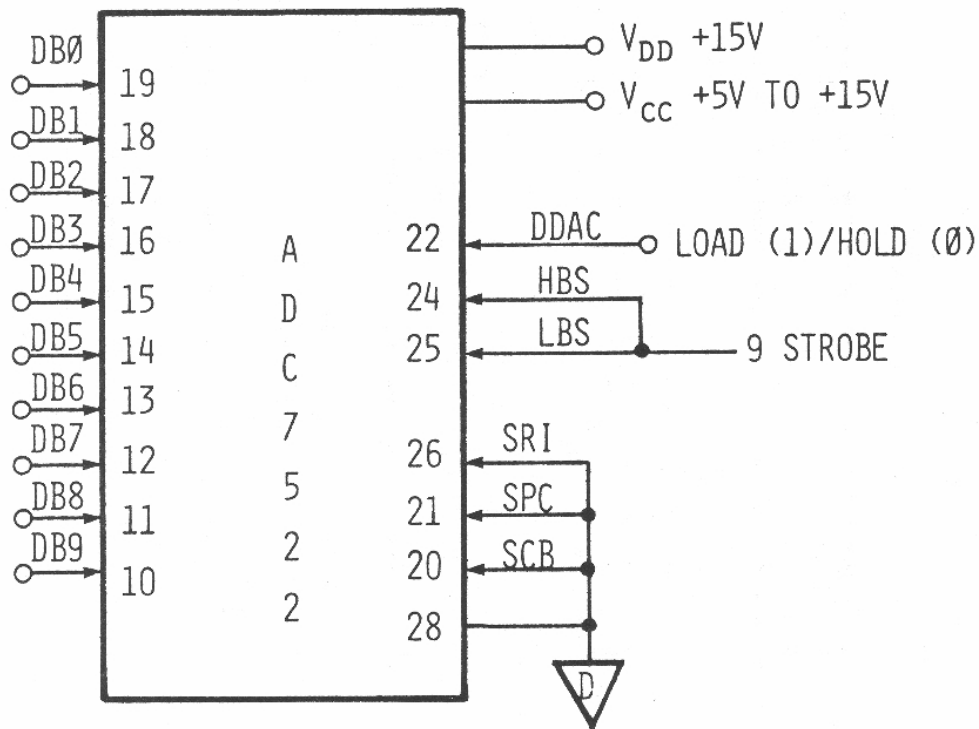 DBØ
19
DB1
18
DB2
17
DB3
16
DB4
15
DB5
14
DB6
13
DB7
12
DB8
11
DB9
10
A
D
C
7
5
2
2
V_DD +15V
V_CC +5V TO +15V
22 DDAC LOAD (1)/HOLD (Ø)
24 HBS
25 LBS 9 STROBE
26 SRI
21 SPC
20 SCB
28
D